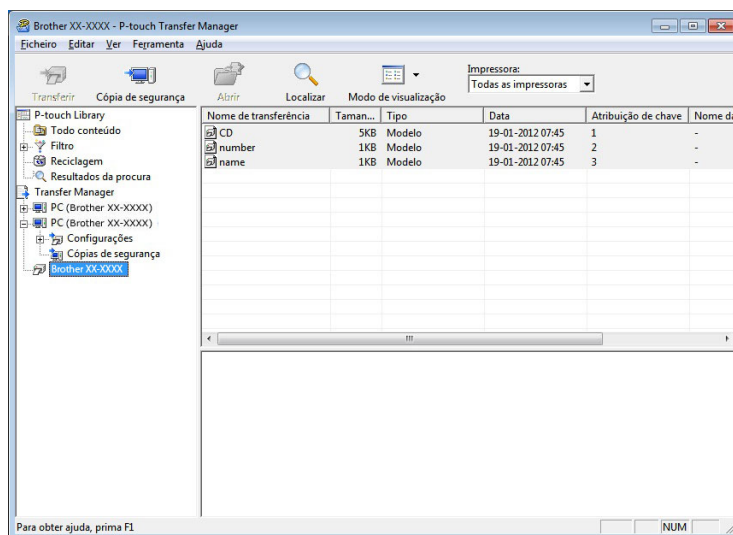 Brother XX-XXXX - P-touch Transfer Manager
Ficheiro Editar Ver Ferramenta Ajuda
Transferir Cópia de segurança Abrir Localizar Modo de visualização
Impressora:
Todas as impressoras
P-touch Library
Todo conteúdo
Filtro
Reciclagem
Resultados da procura
Transfer Manager
PC (Brother XX-XXXX)
PC (Brother XX-XXXX)
Configurações
Cópias de segurança
Brother XX-XXXX
Nome de transferência Taman... Tipo Data Atribuição de chave Nome da
CD 5KB Modelo 19-01-2012 07:45 1 -
number 1KB Modelo 19-01-2012 07:45 2 -
name 1KB Modelo 19-01-2012 07:45 3 -
Para obter ajuda, prima F1
NUM